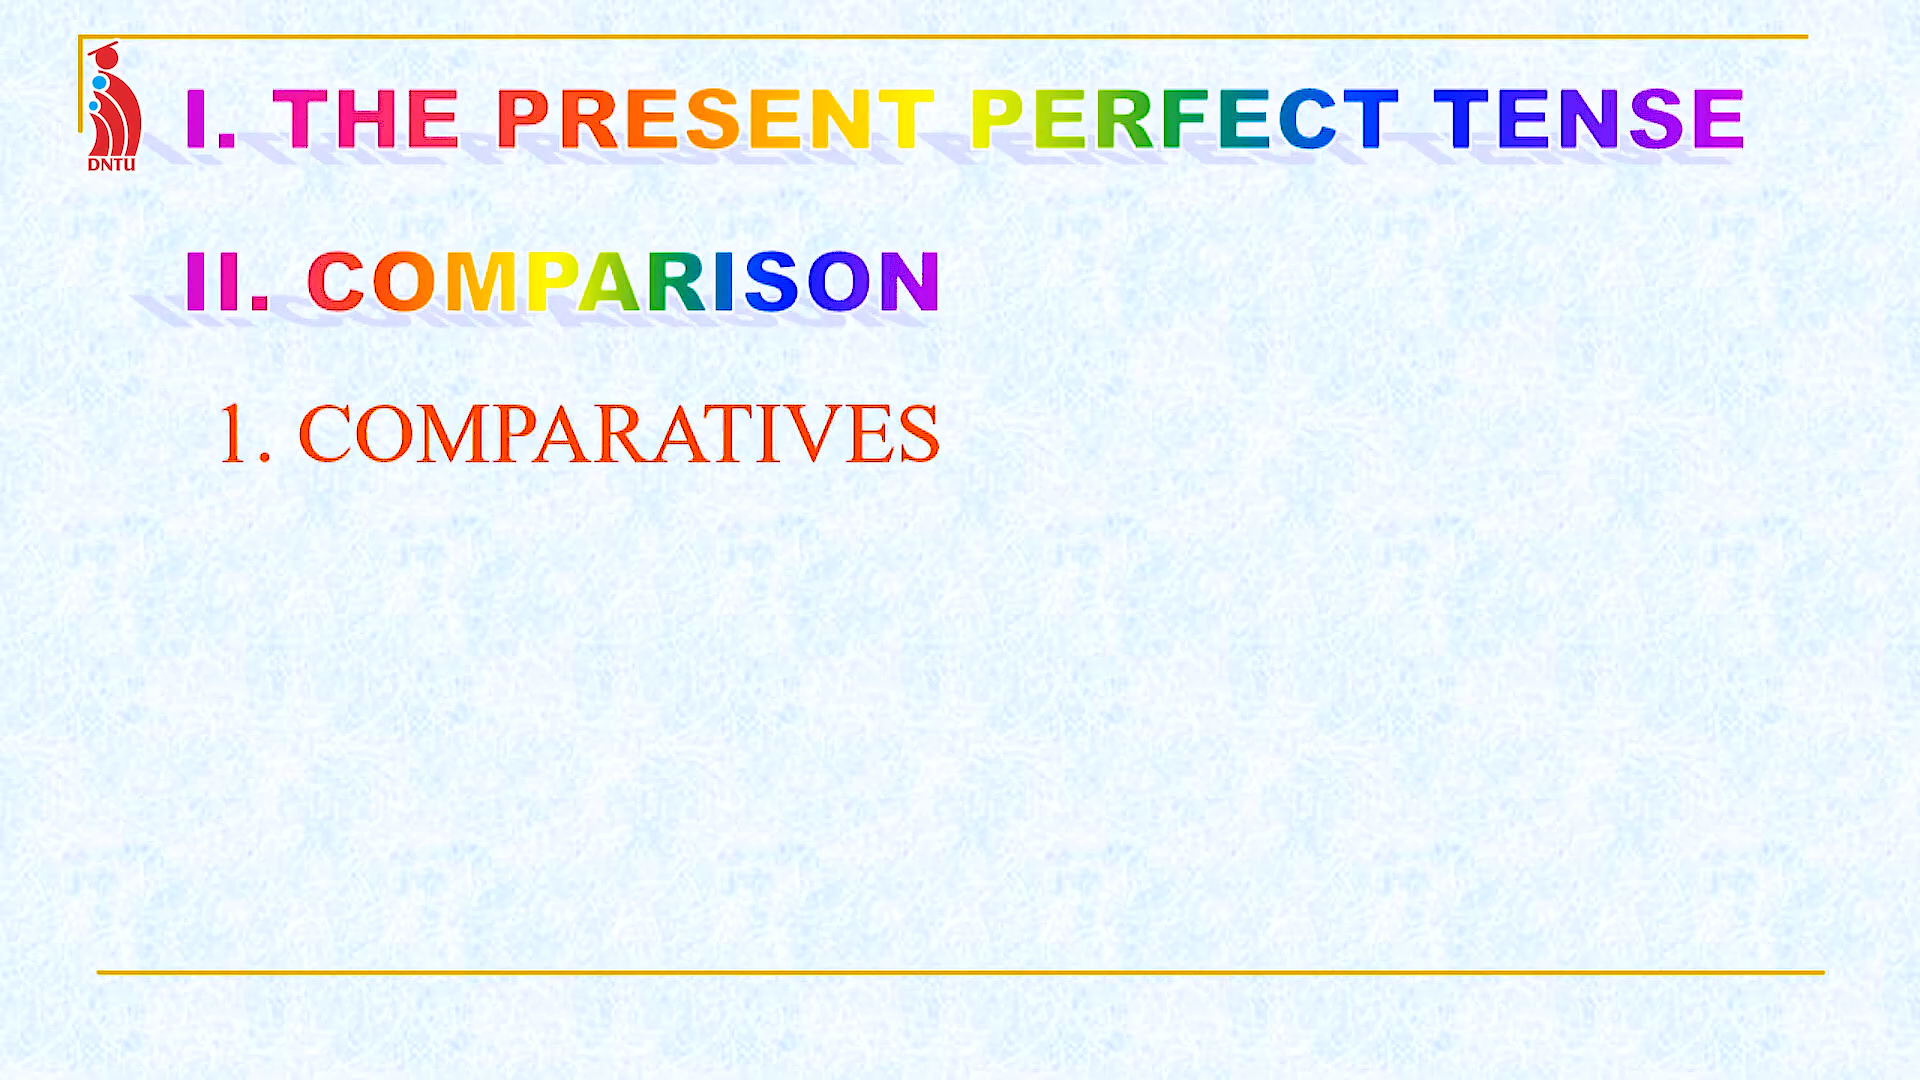 I. THE PRESENT PERFECT TENSE
DNTU
II. COMPARISON
1. COMPARATIVES